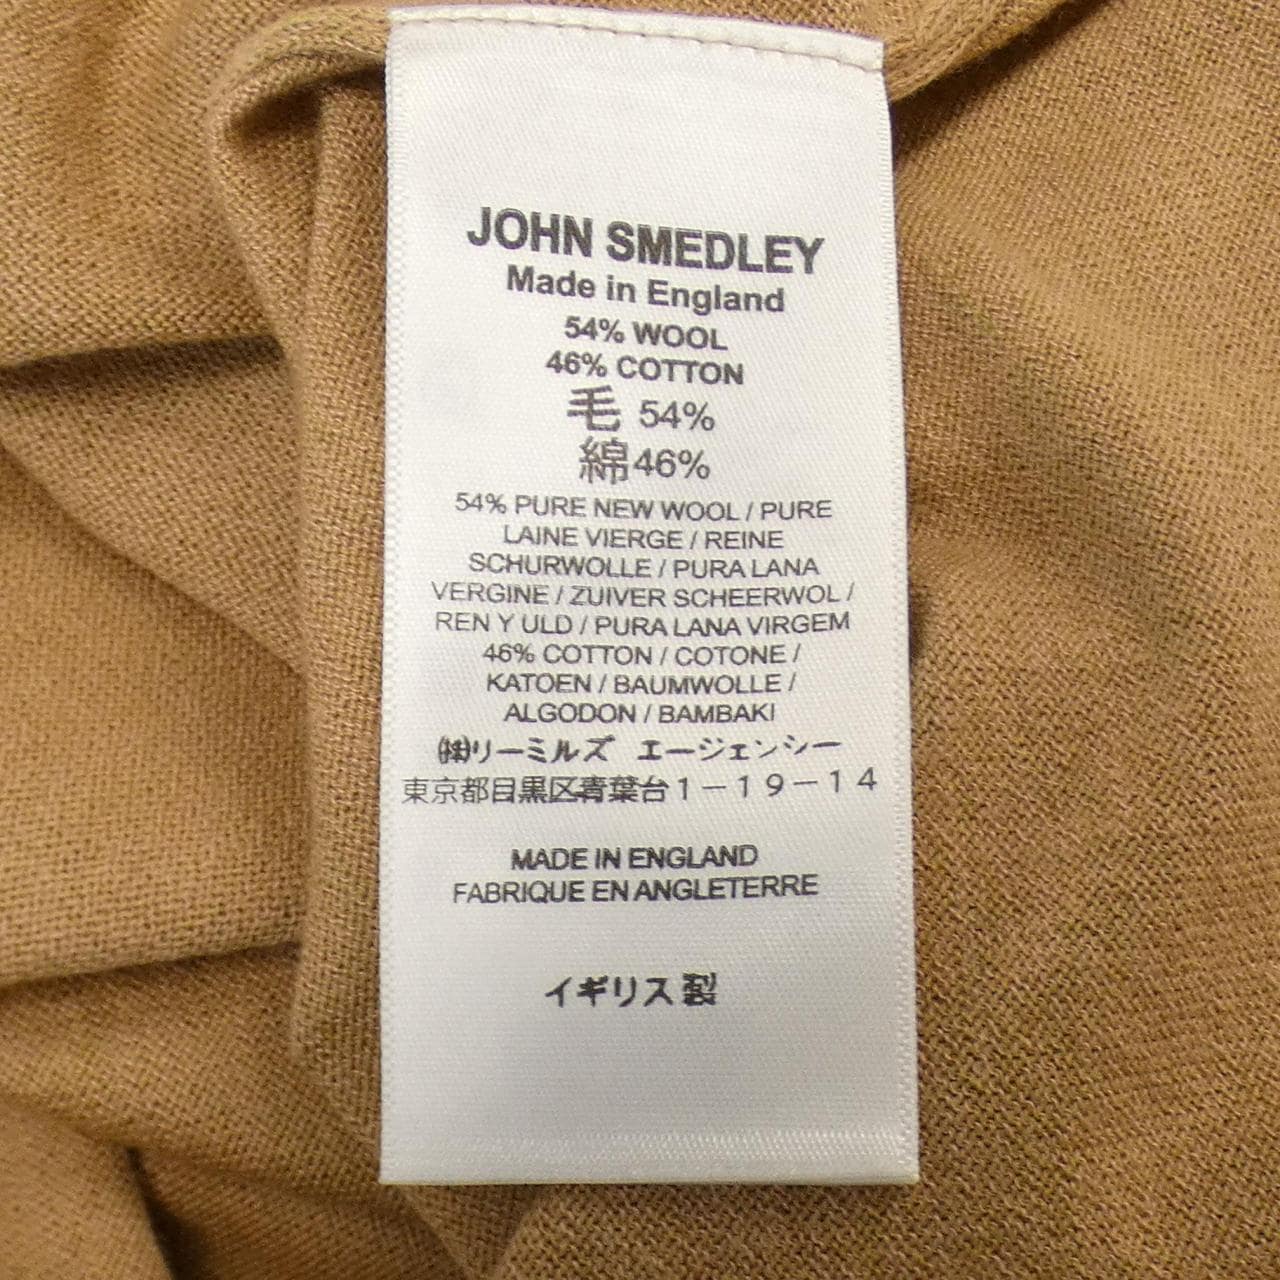 JOHN SMEDLEY
Made in England
54% WOOL
46% COTTON
毛 54%
綿46%
54% PURE NEW WOOL / PURE
LAINE VIERGE / REINE
SCHURWOLLE / PURA LANA
VERGINE / ZUIVER SCHEERWOL /
REN Y ULD / PURA LANA VIRGEM
46% COTTON / COTONE /
KATOEN / BAUMWOLLE /
ALGODON / BAMBAKI
㈱リーミルズ エージェンシー
東京都目黒区青葉台1-19-14
MADE IN ENGLAND
FABRIQUE EN ANGLETERRE
イギリス製